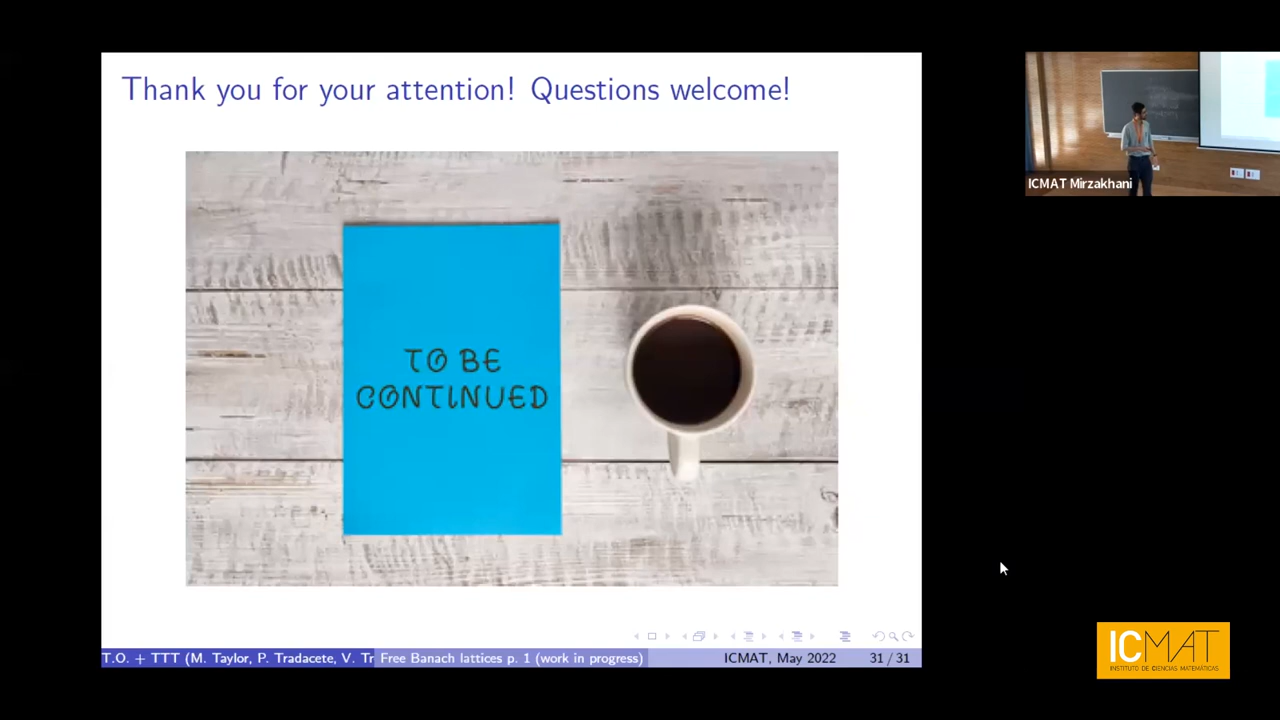 Thank you for your attention! Questions welcome!
TO BE
CONTINUED
T.O. + TTT (M. Taylor, P. Tradacete, V. Tr
Free Banach lattices p. 1 (work in progress)
ICMAT, May 2022
31 / 31
ICMAT Mirzakhani
ICMAT
INSTITUTO DE CIENCIAS MATEMÁTICAS